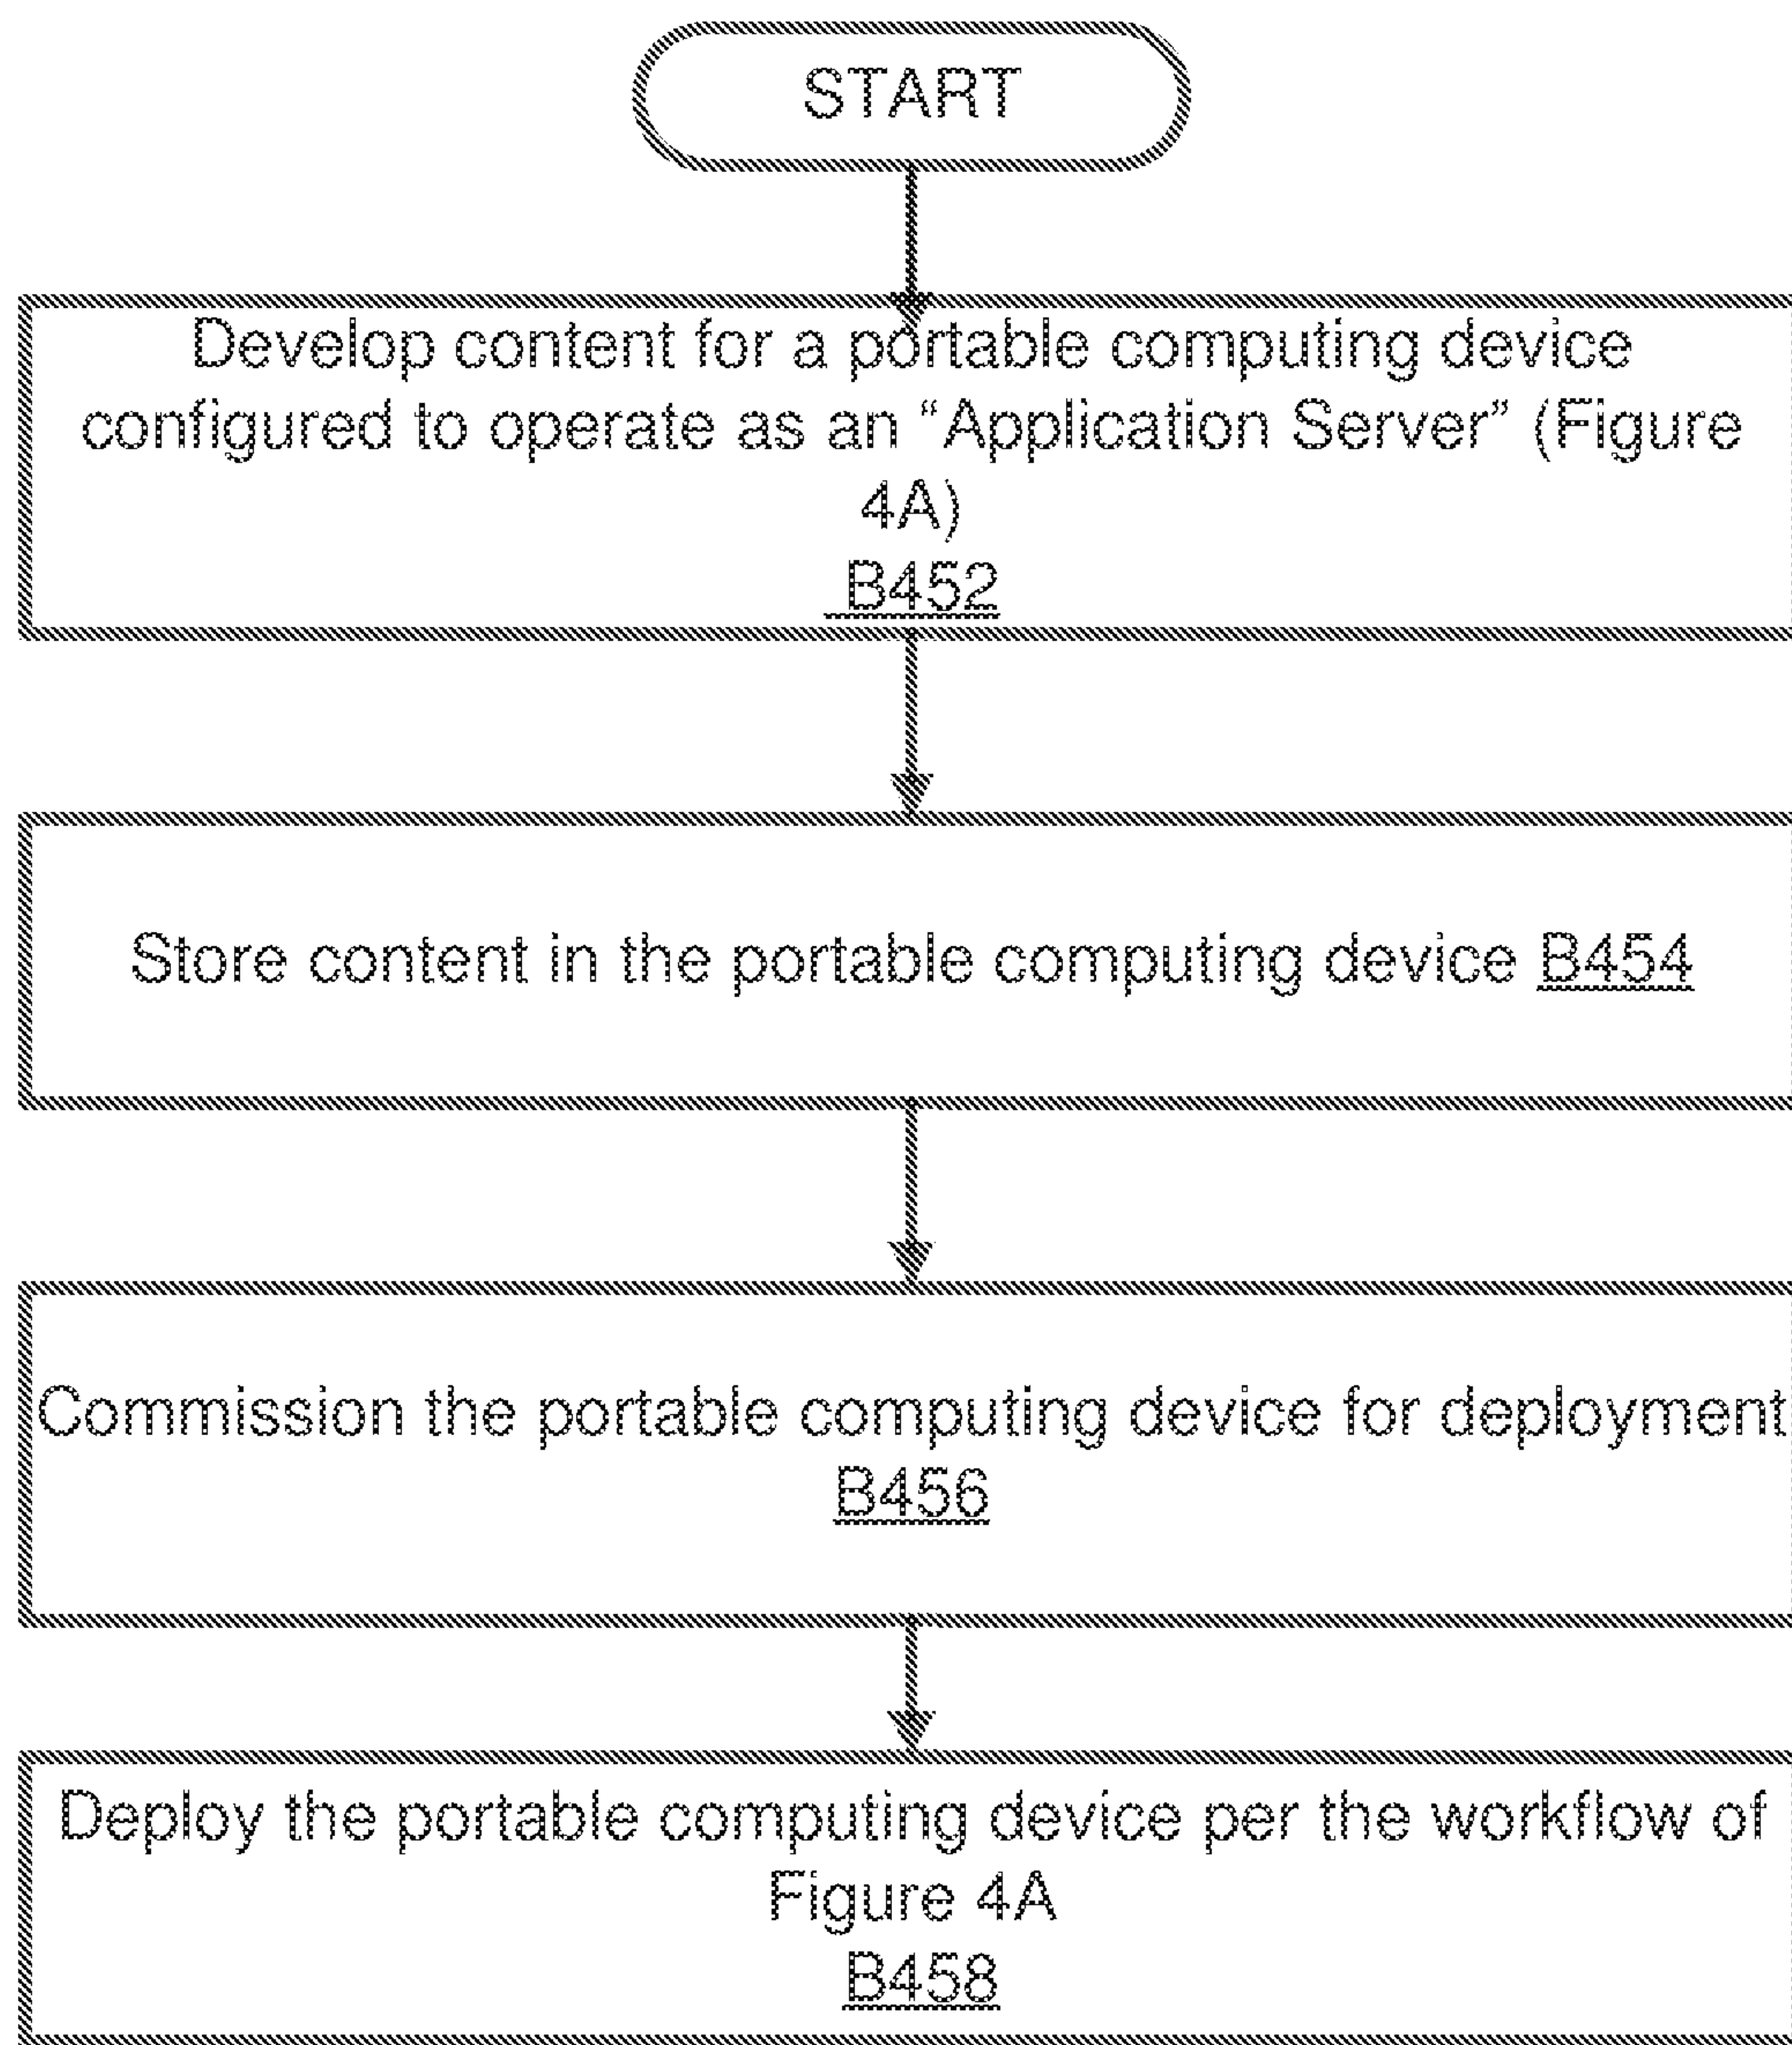 START
Develop content for a portable computing device
configured to operate as an “Application Server” (Figure
4A)
B452
Store content in the portable computing device B454
Commission the portable computing device for deployment
B456
Deploy the portable computing device per the workflow of
Figure 4A
B458